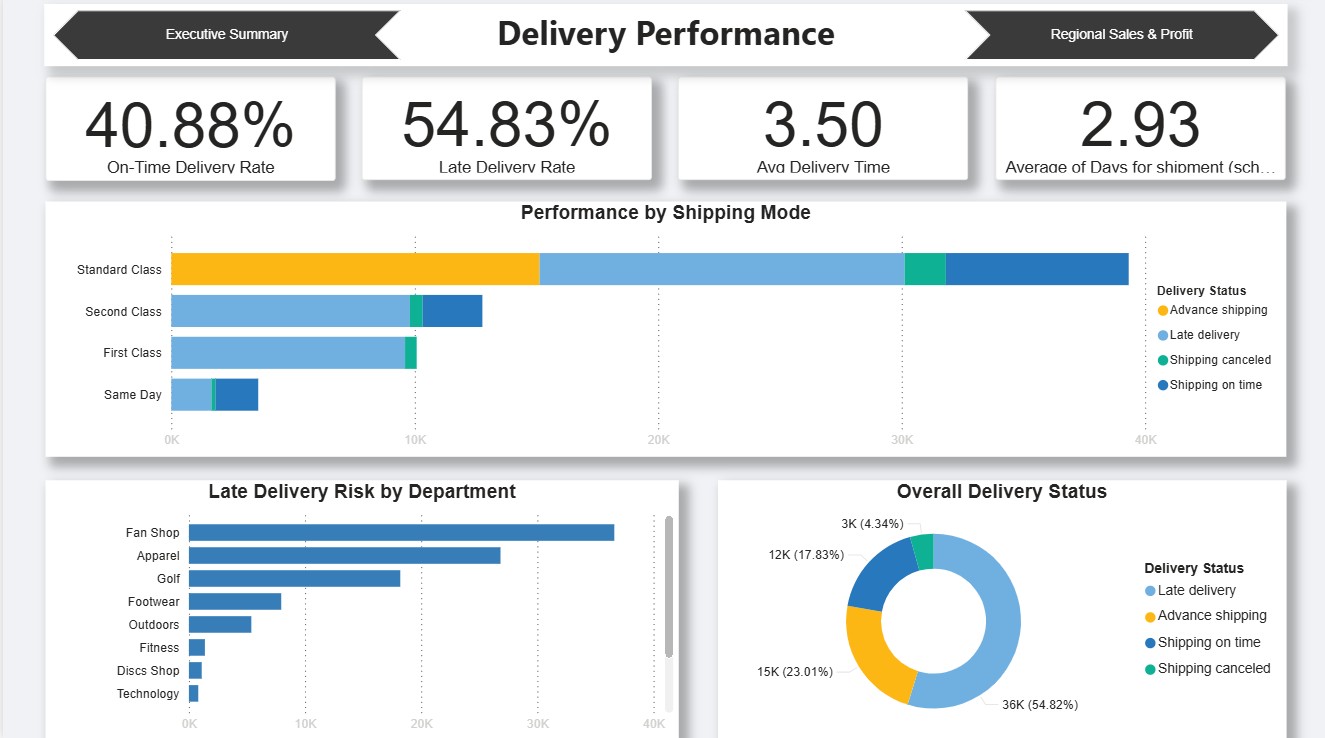 Executive Summary
Delivery Performance
Regional Sales & Profit
40.88%
On-Time Delivery Rate
54.83%
Late Delivery Rate
3.50
Avg Delivery Time
2.93
Average of Days for shipment (sch...
Performance by Shipping Mode
Standard Class
Second Class
First Class
Same Day
0K 10K 20K 30K 40K
Delivery Status
Advance shipping
Late delivery
Shipping canceled
Shipping on time
Late Delivery Risk by Department
Fan Shop
Apparel
Golf
Footwear
Outdoors
Fitness
Discs Shop
Technology
0K 10K 20K 30K 40K
Overall Delivery Status
3K (4.34%)
12K (17.83%)
15K (23.01%)
36K (54.82%)
Delivery Status
Late delivery
Advance shipping
Shipping on time
Shipping canceled